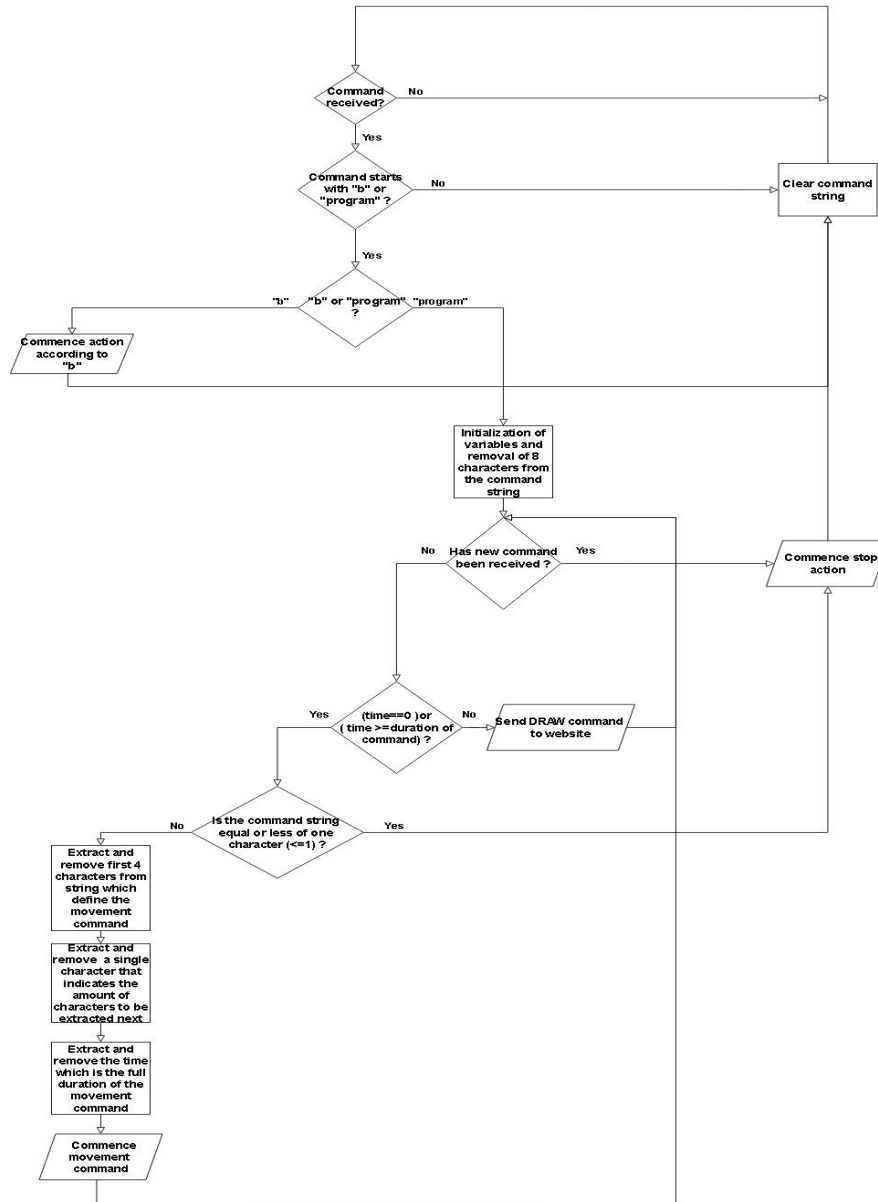 Command
received?
No
Yes
Command starts
with "b" or
"program" ?
No
Clear command
string
Yes
"b"
"b" or "program"
?
"program"
Commence action
according to
"b"
Initialization of
variables and
removal of 8
characters from
the command
string
No
Has new command
been received ?
Yes
Commence stop
action
Yes
(time==0 )or
( time >=duration of
command) ?
No
Send DRAW command
to website
No
Is the command string
equal or less of one
character (<=1) ?
Yes
Extract and
remove first 4
characters from
string which
define the
movement
command
Extract and
remove a single
character that
indicates the
amount of
characters to be
extracted next
Extract and
remove the time
which is the full
duration of the
movement
command
Commence
movement
command